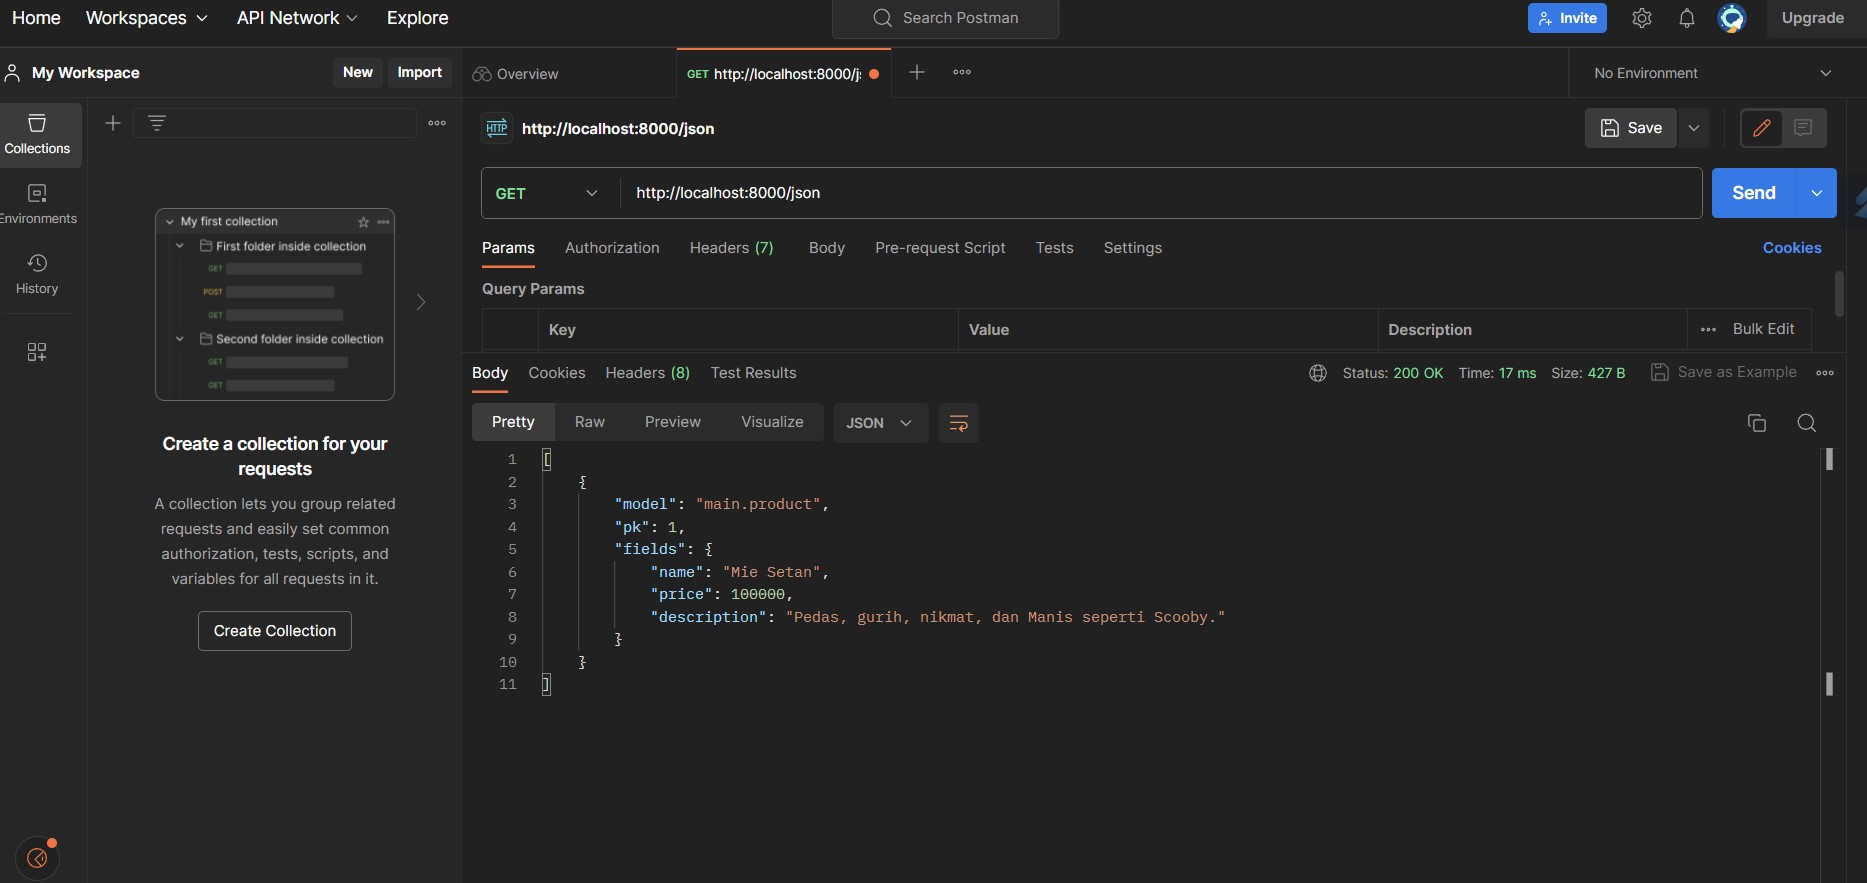 Home Workspaces API Network Explore Search Postman Invite Upgrade
My Workspace New Import Overview GET http://localhost:8000/j No Environment
Collections
Environments
History
My first collection
First folder inside collection
GET
POST
GET
Second folder inside collection
GET
GET
Create a collection for your
requests
A collection lets you group related
requests and easily set common
authorization, tests, scripts, and
variables for all requests in it.
Create Collection
HTTP http://localhost:8000/json Save
GET http://localhost:8000/json Send
Params Authorization Headers (7) Body Pre-request Script Tests Settings Cookies
Query Params
Key Value Description Bulk Edit
Body Cookies Headers (8) Test Results Status: 200 OK Time: 17 ms Size: 427 B Save as Example
Pretty Raw Preview Visualize JSON
1 [
2 {
3 "model": "main.product",
4 "pk": 1,
5 "fields": {
6 "name": "Mie Setan",
7 "price": 100000,
8 "description": "Pedas, gurih, nikmat, dan Manis seperti Scooby."
9 }
10 }
11 ]